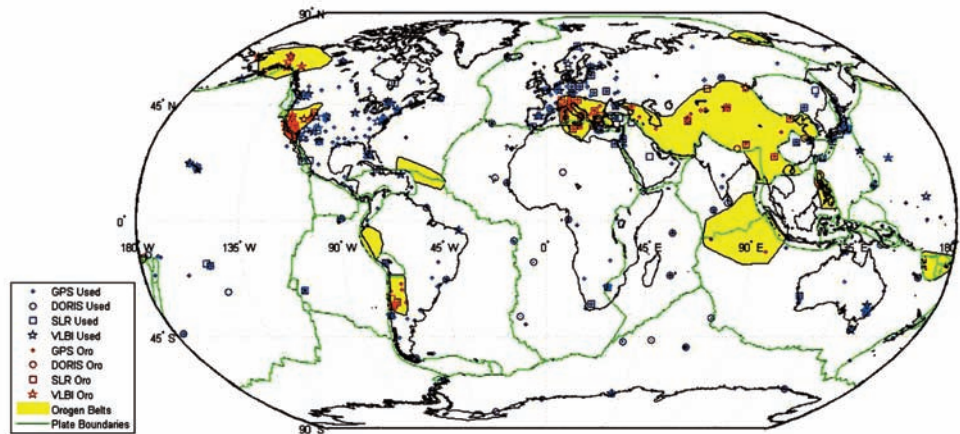 90° N
45° N
0°
180° W
135° W
90° W
45° W
0°
45° E
90° E
135° E
180°
45° S
90° S
GPS Used
DORIS Used
SLR Used
VLBI Used
GPS Oro
DORIS Oro
SLR Oro
VLBI Oro
Orogen Belts
Plate Boundaries